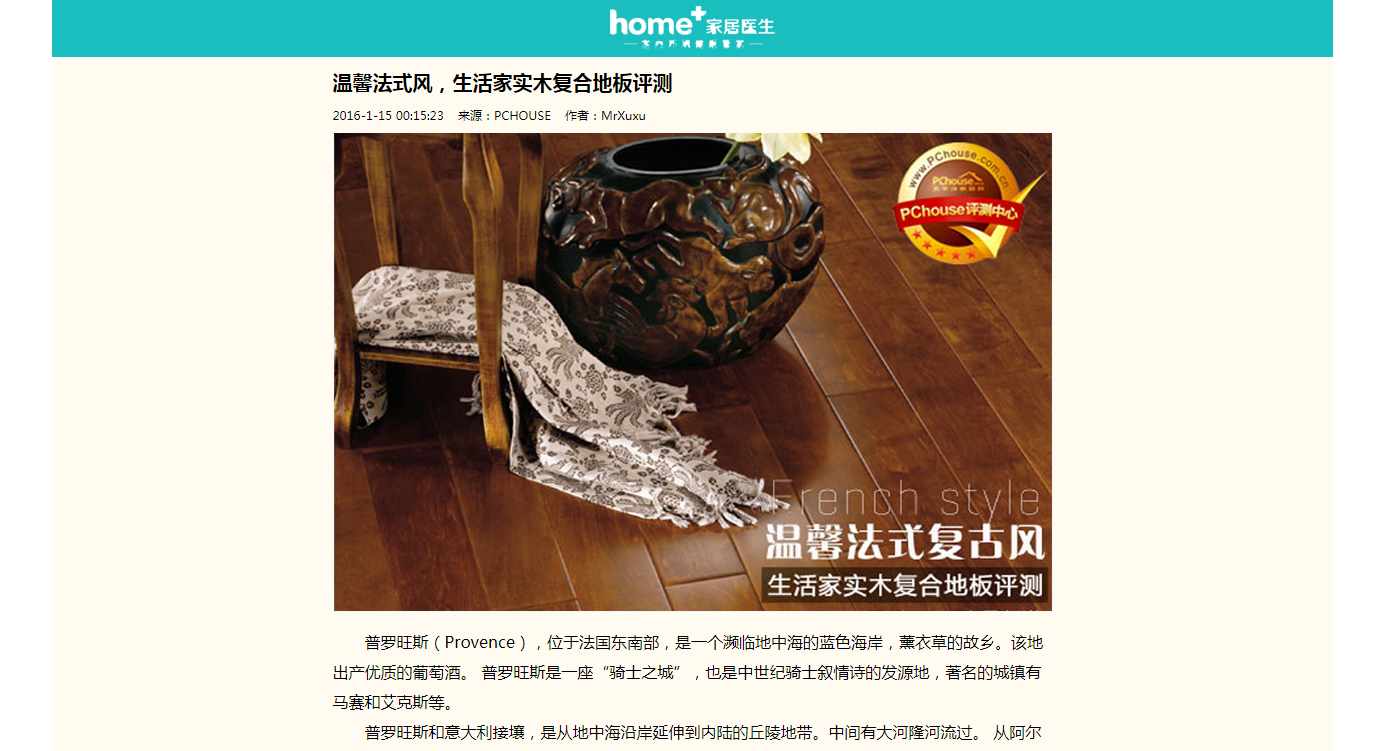 home+家居医生
温馨法式风，生活家实木复合地板评测
2016-1-15 00:15:23 来源：PCHOUSE 作者：MrXuxu
www.PChouse.com.cn
PChouse
PChouse评测中心
French style
温馨法式复古风
生活家实木复合地板评测
普罗旺斯（Provence），位于法国东南部，是一个濒临地中海的蓝色海岸，薰衣草的故乡。该地
出产优质的葡萄酒。 普罗旺斯是一座“骑士之城”，也是中世纪骑士叙情诗的发源地，著名的城镇有
马赛和艾克斯等。
普罗旺斯和意大利接壤，是从地中海沿岸延伸到内陆的丘陵地带。中间有大河隆河流过。 从阿尔